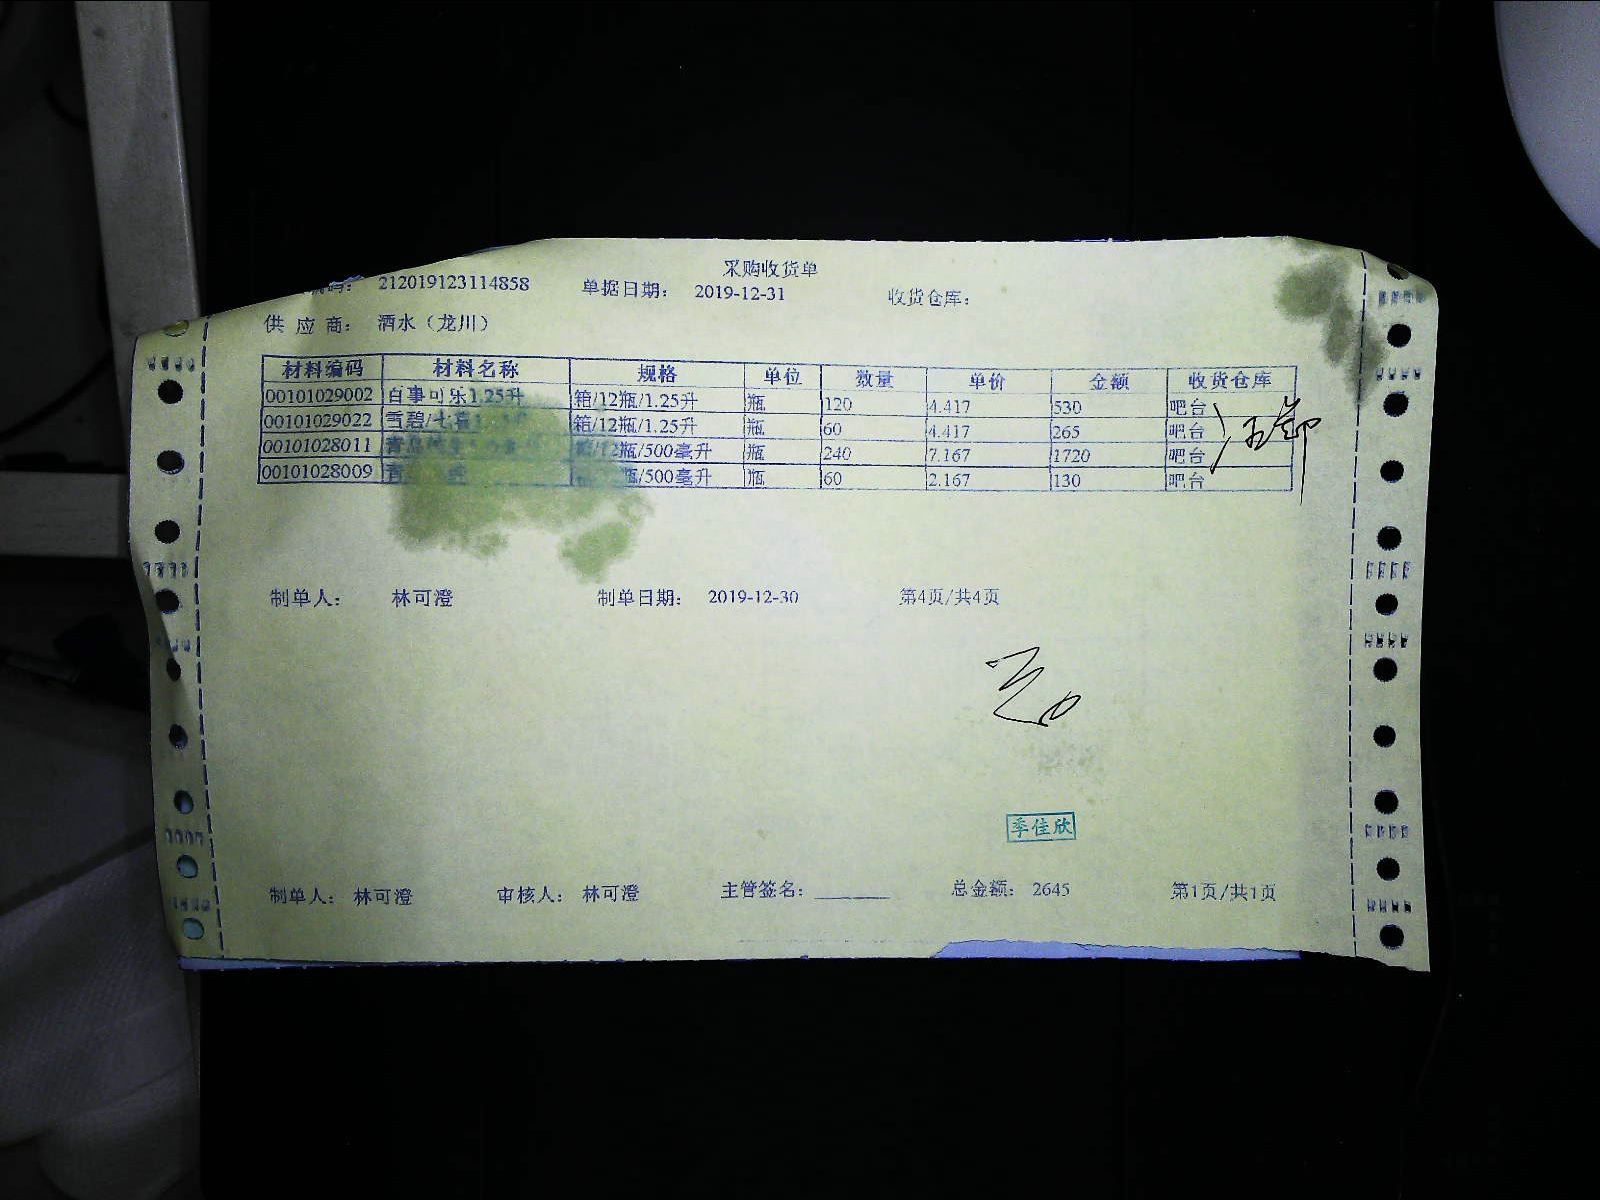 采购收货单
编码： 212019123114858 单据日期： 2019-12-31 收货仓库：
供 应 商： 酒水（龙川）
材料编码 材料名称 规格 单位 数量 单价 金额 收货仓库
00101029002 百事可乐1.25升 箱/12瓶/1.25升 瓶 120 4.417 530 吧台
00101029022 雪碧/七喜 箱/12瓶/1.25升 瓶 60 4.417 265 吧台
00101028011 青岛 /12瓶/500毫升 瓶 240 7.167 1720 吧台
00101028009 青 瓶/500毫升 瓶 60 2.167 130 吧台
制单人： 林可澄 制单日期： 2019-12-30 第4页/共4页
季佳欣
制单人： 林可澄 审核人： 林可澄 主管签名： 总金额： 2645 第1页/共1页